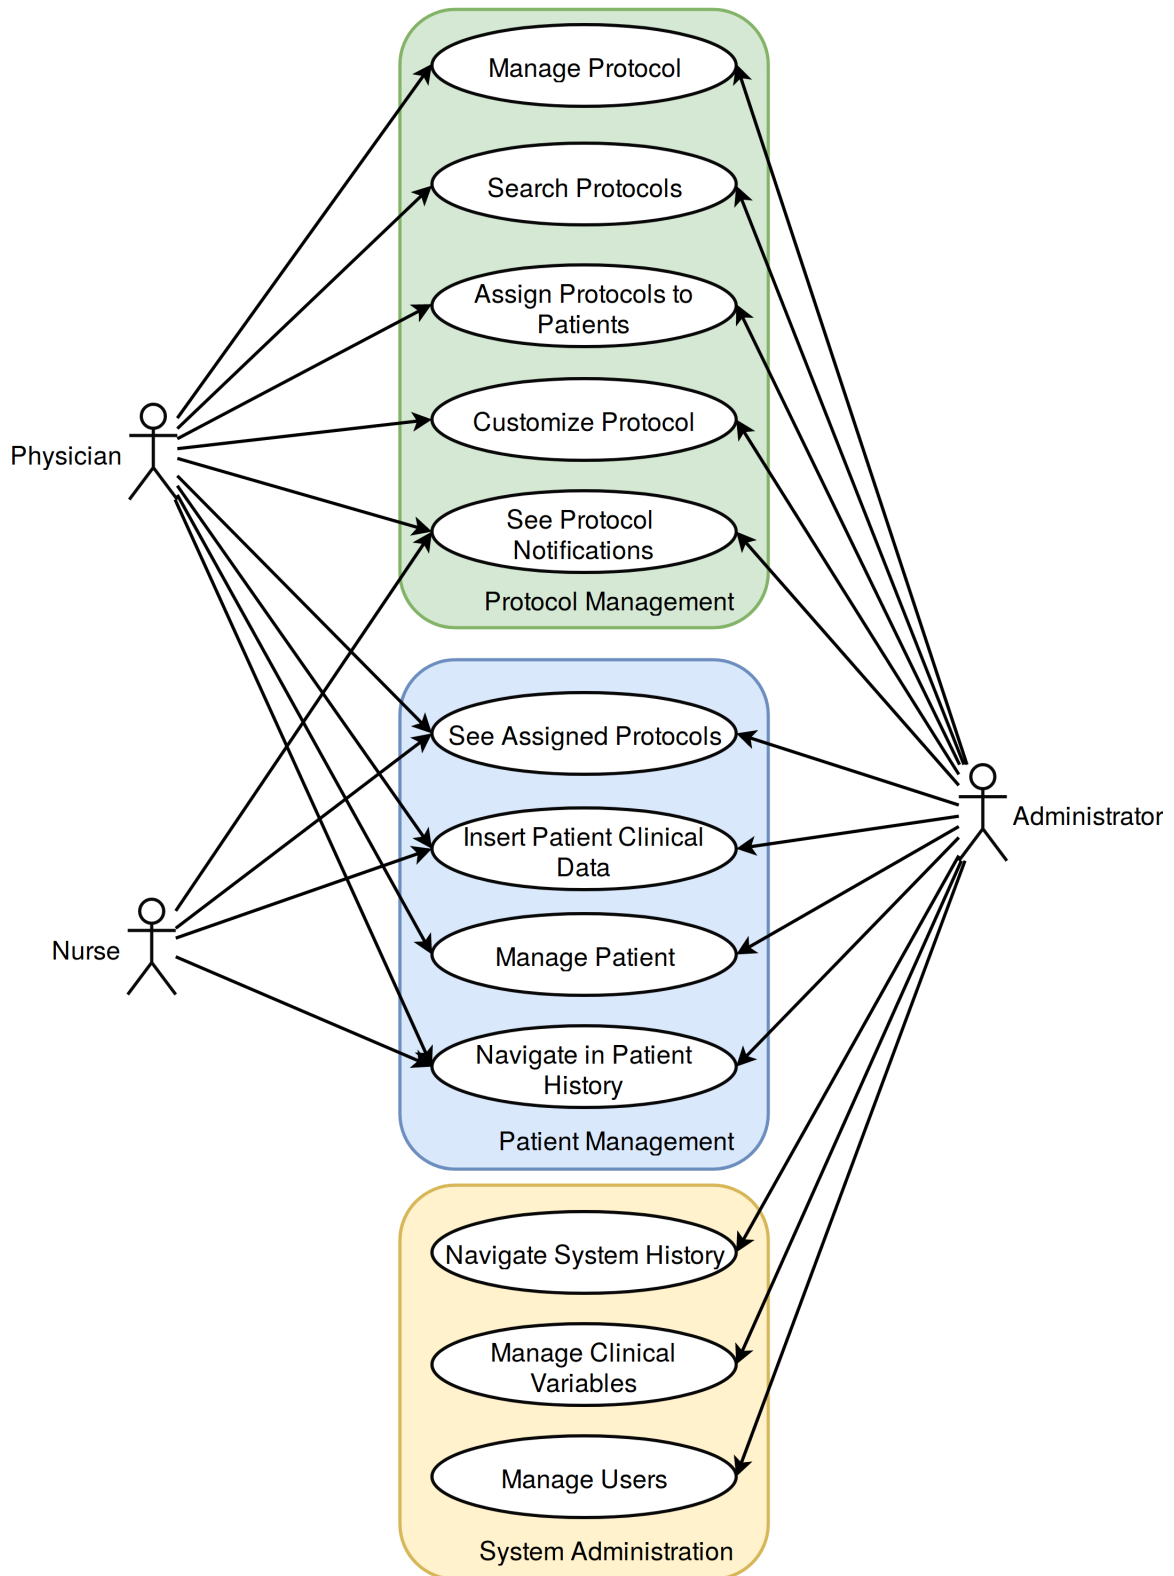 Manage Protocol
Search Protocols
Assign Protocols to
Patients
Customize Protocol
Physician
See Protocol
Notifications
Protocol Management
See Assigned Protocols
Administrator
Insert Patient Clinical
Data
Nurse
Manage Patient
Navigate in Patient
History
Patient Management
Navigate System History
Manage Clinical
Variables
Manage Users
System Administration